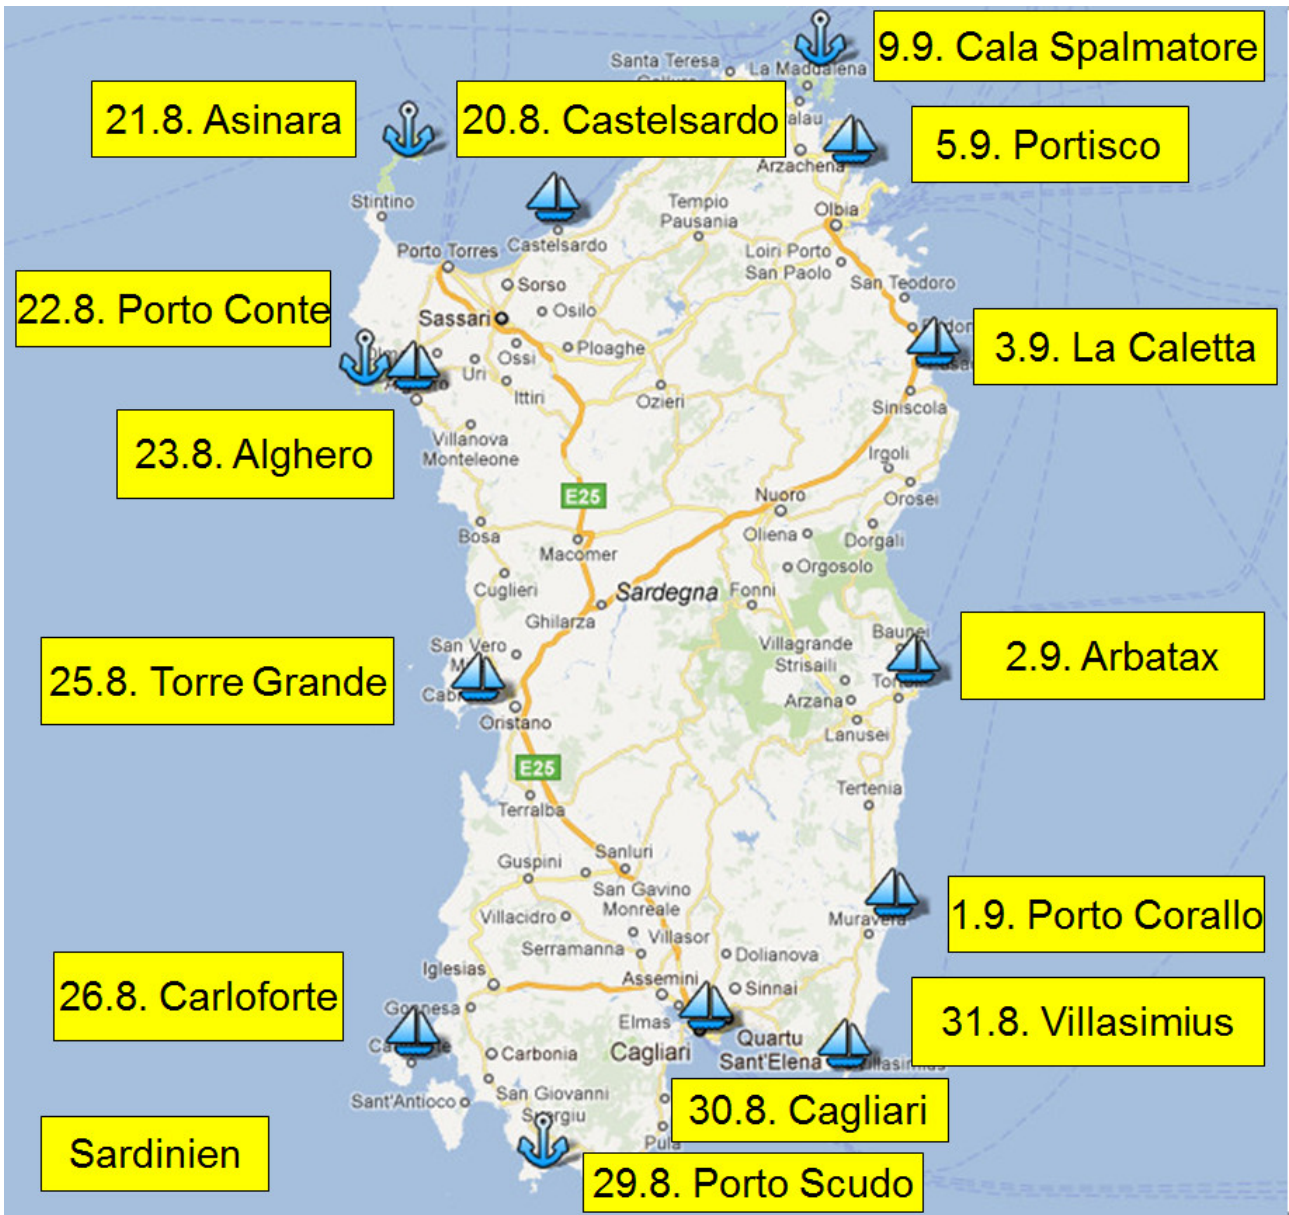 9.9. Cala Spalmatore
Santa Teresa
La Maddalena
21.8. Asinara
20.8. Castelsardo
5.9. Portisco
Arzachena
Stintino
Tempio
Pausania
Olbia
Castelsardo
Porto Torres
Loiri Porto
San Paolo
San Teodoro
Sorso
Osilo
22.8. Porto Conte
Sassari
3.9. La Caletta
Ossi
Ploaghe
Uri
Ittiri
Ozieri
Siniscola
23.8. Alghero
Villanova
Monteleone
Irgoli
E25
Nuoro
Orosei
Bosa
Oliena
Dorgali
Macomer
Orgosolo
Cuglieri
Sardegna
Fonni
Ghilarza
San Vero
Villagrande
Strisaili
Baunei
2.9. Arbatax
25.8. Torre Grande
Arzana
Oristano
Lanusei
E25
Tertenia
Terralba
Guspini
Sanluri
San Gavino
Monreale
Villacidro
Muravera
1.9. Porto Corallo
Villasor
Serramanna
Dolianova
Iglesias
Assemini
Sinnai
26.8. Carloforte
Gonnesa
Elmas
31.8. Villasimius
Cagliari
Quartu
Sant'Elena
Villasimius
Carbonia
Sant'Antioco
San Giovanni
Suergiu
30.8. Cagliari
Pula
Sardinien
29.8. Porto Scudo